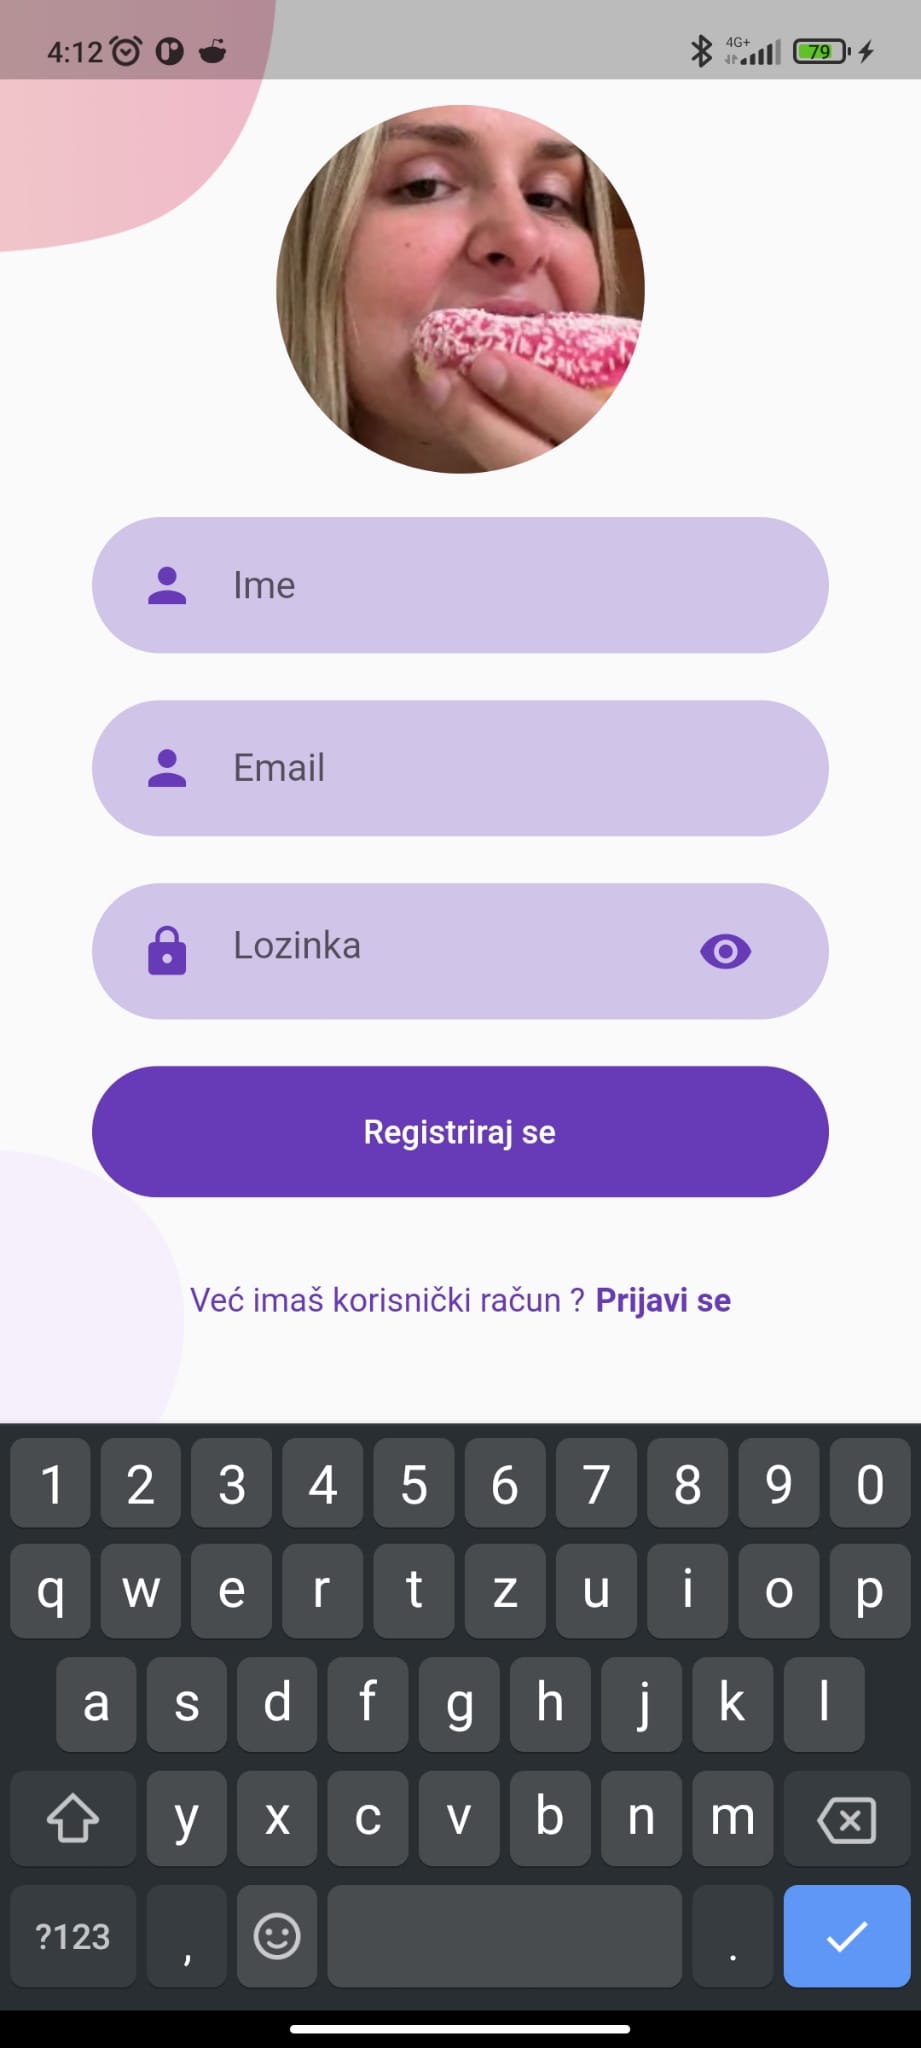 4:12
4G+
79
Ime
Email
Lozinka
Registriraj se
Već imaš korisnički račun ? Prijavi se
1 2 3 4 5 6 7 8 9 0
q w e r t z u i o p
a s d f g h j k l
y x c v b n m
?123 , .